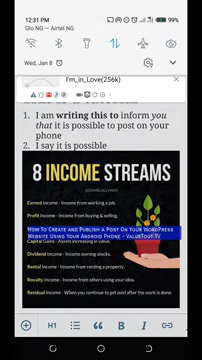 12:31 PM
89%
Glo NG — Airtel NG
Wed, Jan 8
I'm_in_Love(256k)
1. I am writing this to inform you
that it is possible to post on your
phone
2. I say it is possible
8 INCOME STREAMS
Earned Income - Income from working a job.
Profit Income - Income from buying & selling.
How To Create and Publish a Post On Your WordPress
Website Using Your Android Phone - ValueTout TV
Capital Gains - Assets increasing in value.
Dividend Income - Income owning stocks.
Rental Income - Income from renting a property.
Royalty Income - Income from others using your idea.
Residual Income - When you continue to get paid after the work is done.
H1
B
I